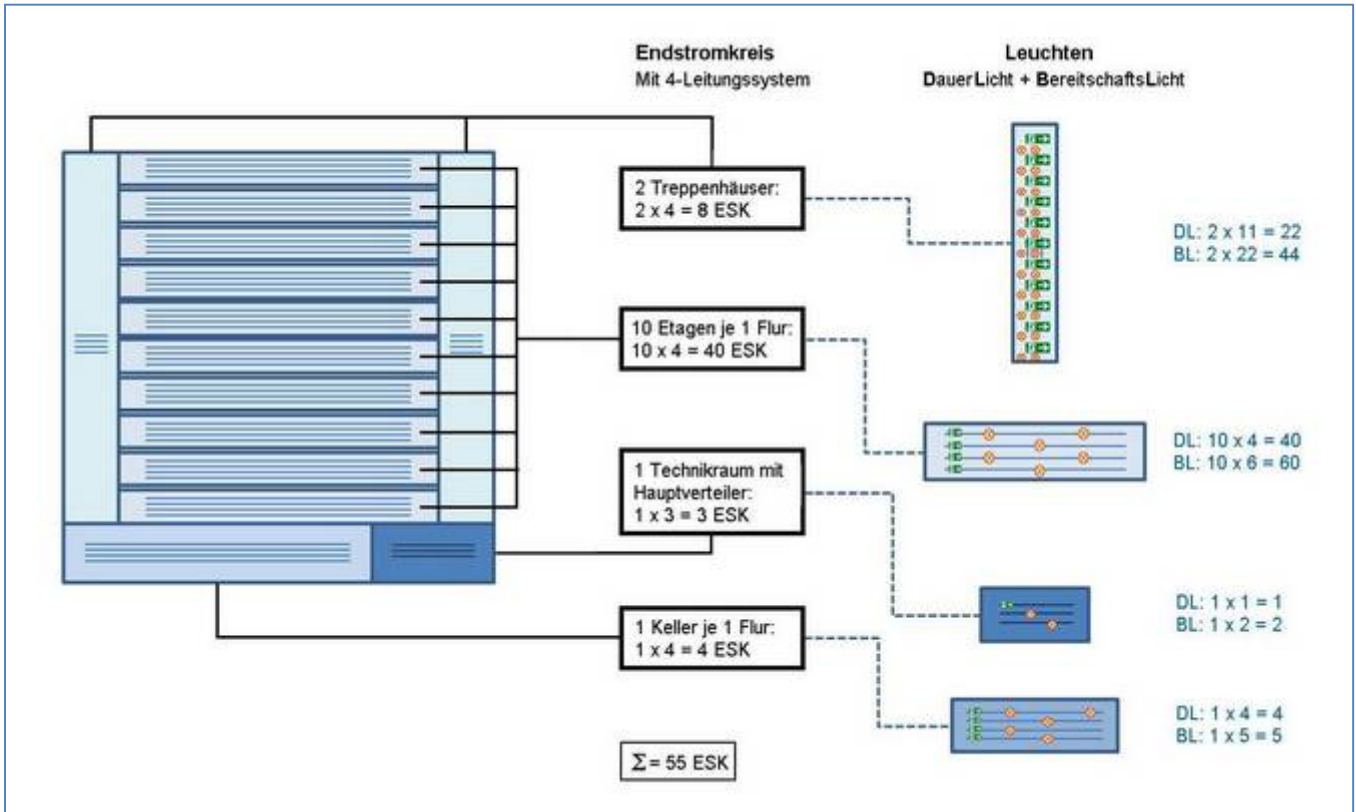 Endstromkreis
Mit 4-Leitungssystem
Leuchten
DauerLicht + BereitschaftsLicht
2 Treppenhäuser:
2 x 4 = 8 ESK
DL: 2 x 11 = 22
BL: 2 x 22 = 44
10 Etagen je 1 Flur:
10 x 4 = 40 ESK
DL: 10 x 4 = 40
BL: 10 x 6 = 60
1 Technikraum mit
Hauptverteiler:
1 x 3 = 3 ESK
DL: 1 x 1 = 1
BL: 1 x 2 = 2
1 Keller je 1 Flur:
1 x 4 = 4 ESK
DL: 1 x 4 = 4
BL: 1 x 5 = 5
Σ = 55 ESK